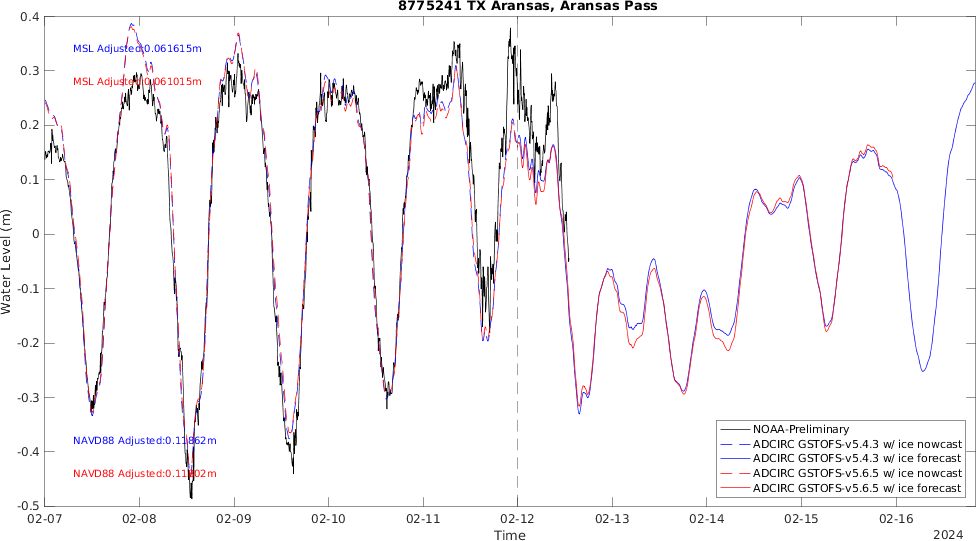 8775241 TX Aransas, Aransas Pass
Water Level (m)
0.4
0.3
0.2
0.1
0
-0.1
-0.2
-0.3
-0.4
-0.5
MSL Adjusted:0.061615m
MSL Adjusted:0.061015m
NAVD88 Adjusted:0.11862m
NAVD88 Adjusted:0.11802m
NOAA-Preliminary
ADCIRC GSTOFS-v5.4.3 w/ ice nowcast
ADCIRC GSTOFS-v5.4.3 w/ ice forecast
ADCIRC GSTOFS-v5.6.5 w/ ice nowcast
ADCIRC GSTOFS-v5.6.5 w/ ice forecast
02-07 02-08 02-09 02-10 02-11 02-12 02-13 02-14 02-15 02-16
Time
2024